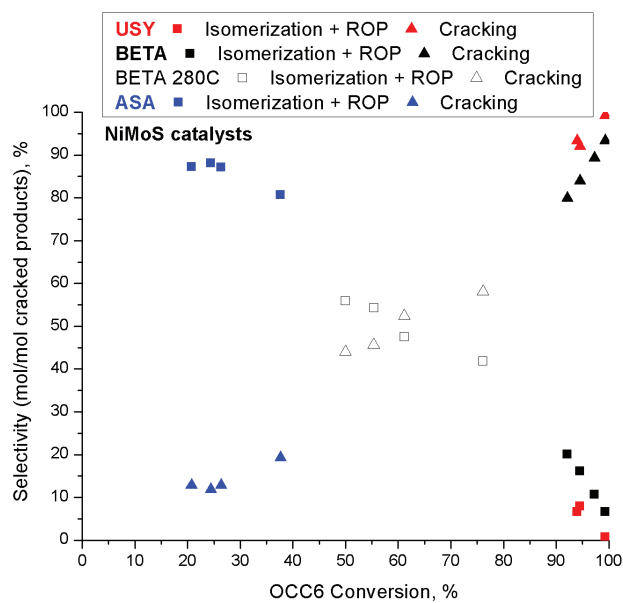 USY Isomerization + ROP Cracking
BETA Isomerization + ROP Cracking
BETA 280C Isomerization + ROP Cracking
ASA Isomerization + ROP Cracking
NiMoS catalysts
Selectivity (mol/mol cracked products), %
100
90
80
70
60
50
40
30
20
10
0
0 10 20 30 40 50 60 70 80 90 100
OCC6 Conversion, %